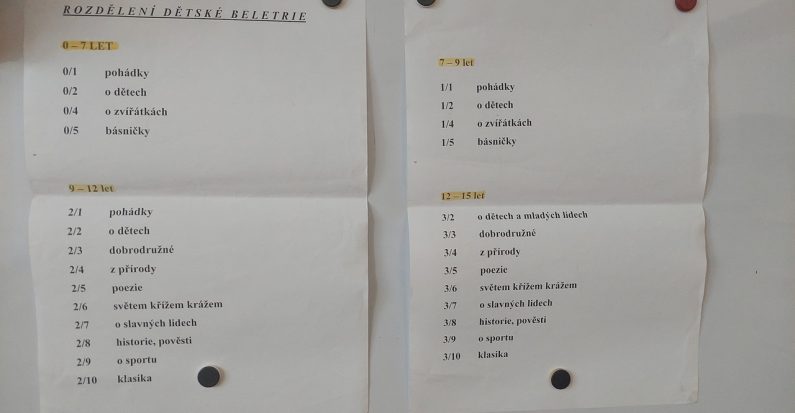 ROZDĚLENÍ DĚTSKÉ BELETRIE
0 – 7 LET
0/1 pohádky
0/2 o dětech
0/4 o zvířátkách
0/5 básničky
9 – 12 let
2/1 pohádky
2/2 o dětech
2/3 dobrodružné
2/4 z přírody
2/5 poezie
2/6 světem křížem krážem
2/7 o slavných lidech
2/8 historie, pověsti
2/9 o sportu
2/10 klasika
7 – 9 let
1/1 pohádky
1/2 o dětech
1/4 o zvířátkách
1/5 básničky
12 – 15 let
3/2 o dětech a mladých lidech
3/3 dobrodružné
3/4 z přírody
3/5 poezie
3/6 světem křížem krážem
3/7 o slavných lidech
3/8 historie, pověsti
3/9 o sportu
3/10 klasika